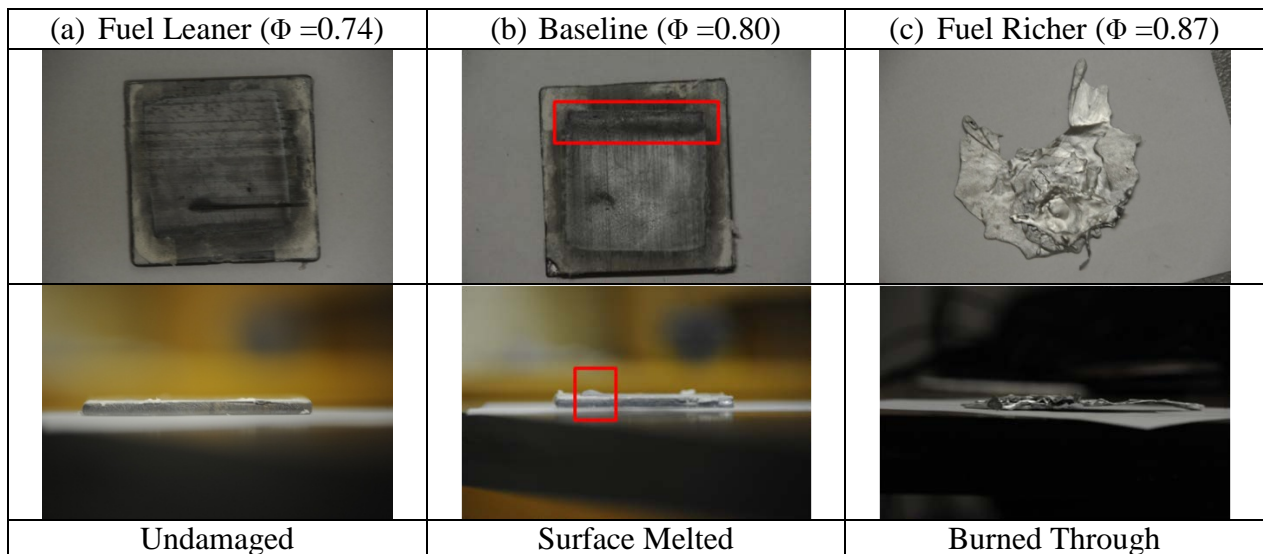 (a) Fuel Leaner (Φ =0.74)
(b) Baseline (Φ =0.80)
(c) Fuel Richer (Φ =0.87)
Undamaged
Surface Melted
Burned Through